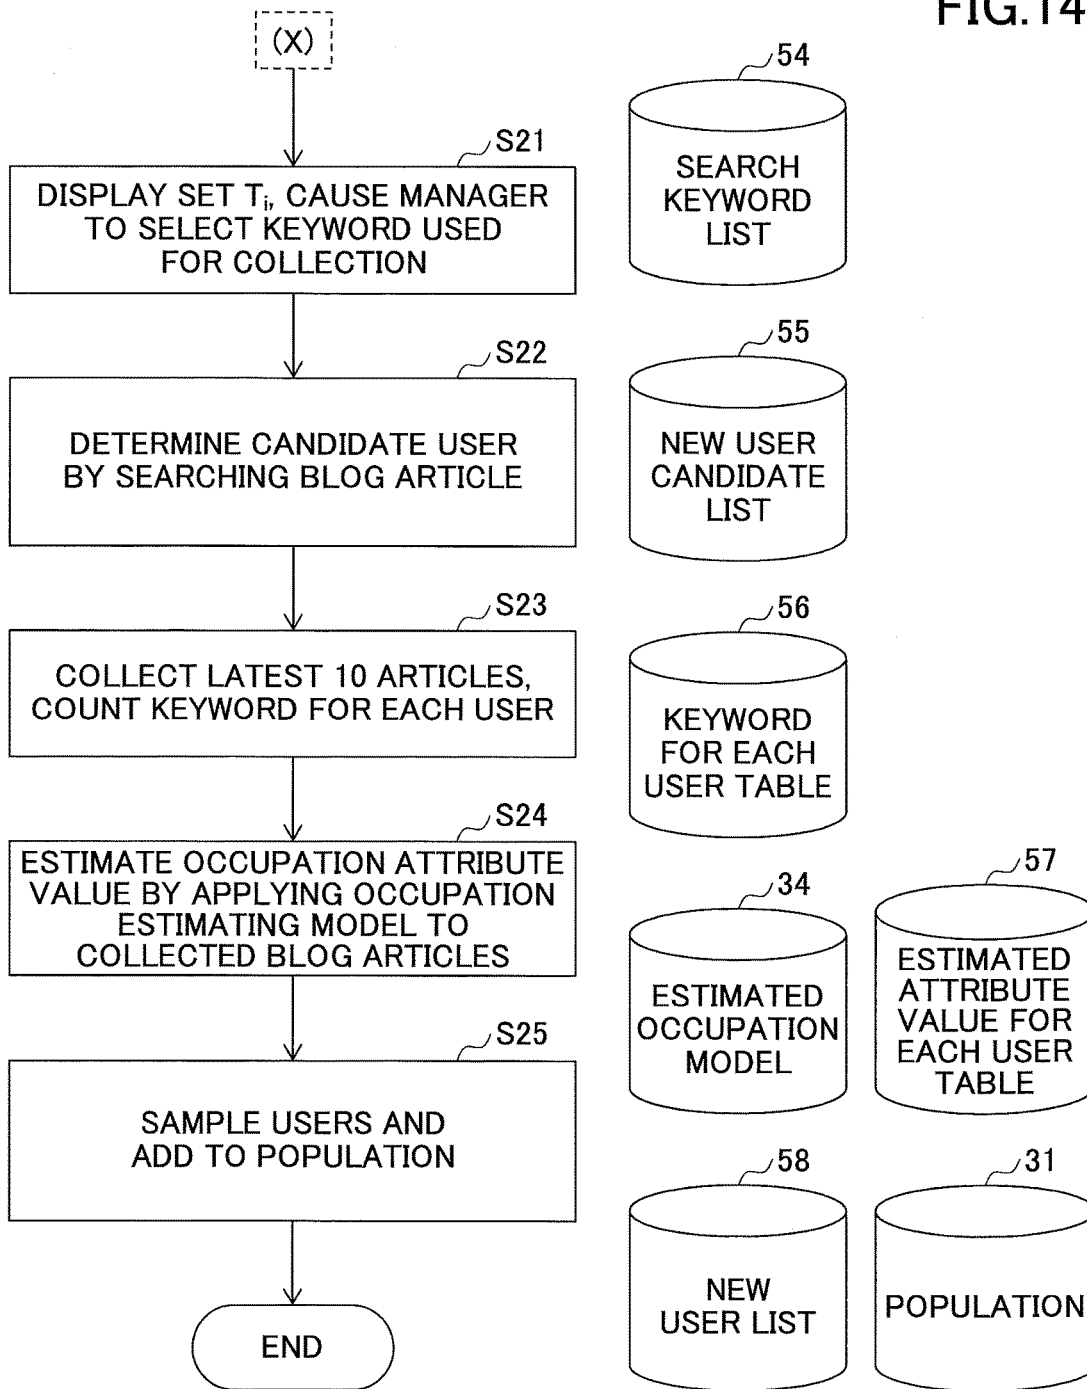 FIG.14
(X)
54
SEARCH
KEYWORD
LIST
S21
DISPLAY SET Ti, CAUSE MANAGER
TO SELECT KEYWORD USED
FOR COLLECTION
S22
DETERMINE CANDIDATE USER
BY SEARCHING BLOG ARTICLE
55
NEW USER
CANDIDATE
LIST
S23
COLLECT LATEST 10 ARTICLES,
COUNT KEYWORD FOR EACH USER
56
KEYWORD
FOR EACH
USER TABLE
S24
ESTIMATE OCCUPATION ATTRIBUTE
VALUE BY APPLYING OCCUPATION
ESTIMATING MODEL TO
COLLECTED BLOG ARTICLES
34
ESTIMATED
OCCUPATION
MODEL
57
ESTIMATED
ATTRIBUTE
VALUE FOR
EACH USER
TABLE
S25
SAMPLE USERS AND
ADD TO POPULATION
58
NEW
USER LIST
31
POPULATION
END